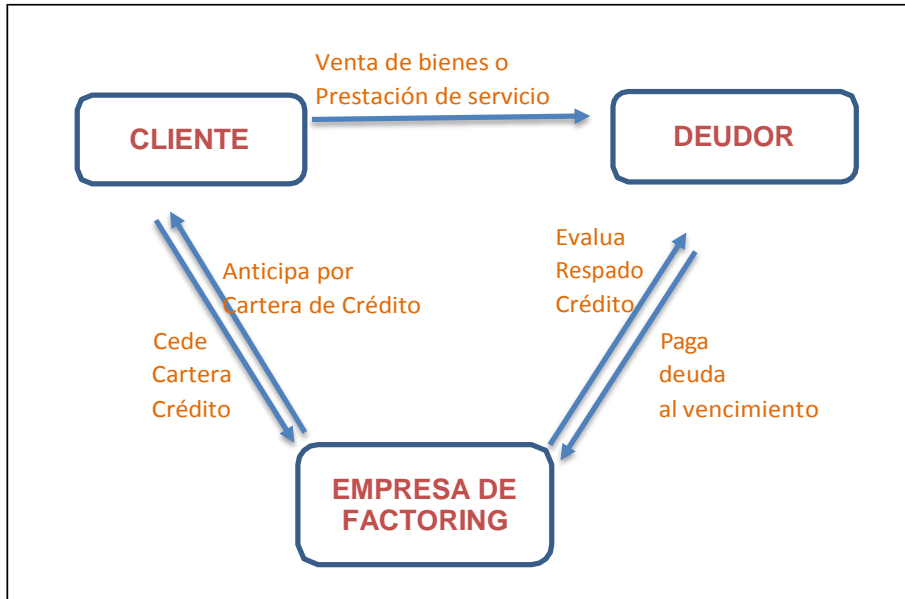 Venta de bienes o
Prestación de servicio
CLIENTE
DEUDOR
Anticipa por
Cartera de Crédito
Cede
Cartera
Crédito
Evalua
Respado
Crédito
Paga
deuda
al vencimiento
EMPRESA DE
FACTORING